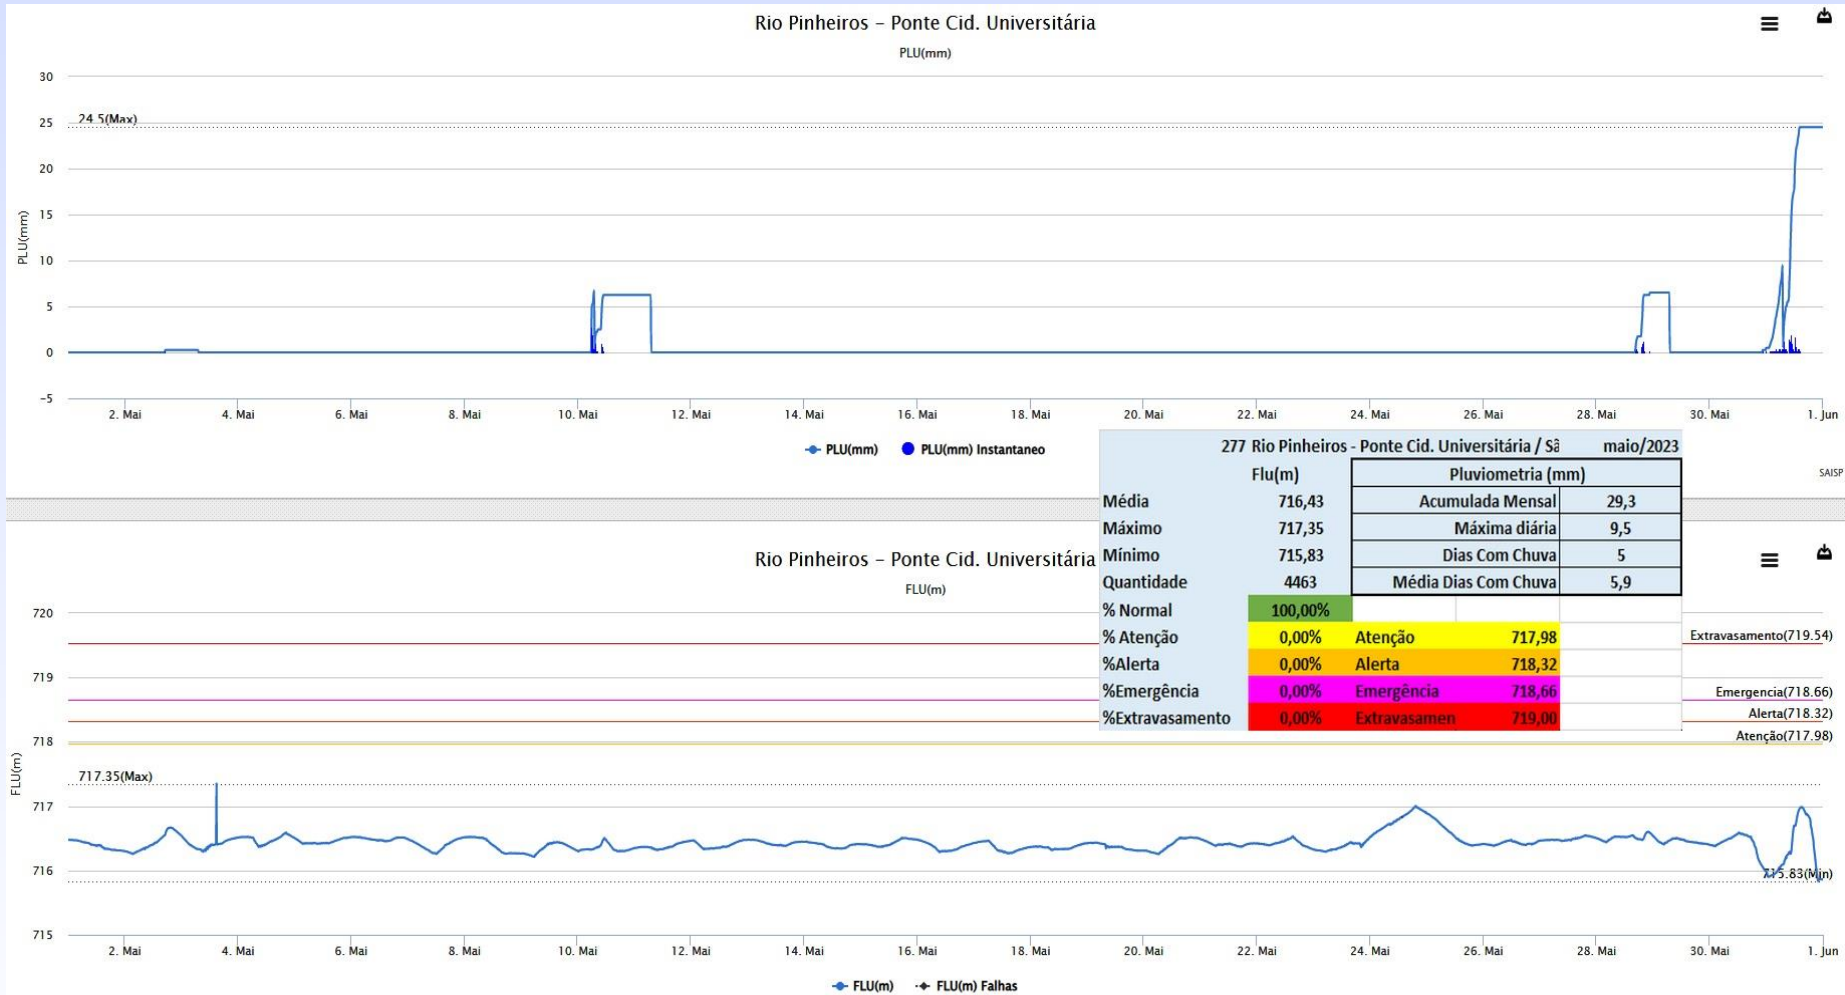 Rio Pinheiros - Ponte Cid. Universitária
PLU(mm)
30
24.5(Max)
25
20
15
10
5
0
-5
PLU(mm)
2. Mai 4. Mai 6. Mai 8. Mai 10. Mai 12. Mai 14. Mai 16. Mai 18. Mai 20. Mai 22. Mai 24. Mai 26. Mai 28. Mai 30. Mai 1. Jun
PLU(mm) PLU(mm) Instantaneo
SAISP
277 Rio Pinheiros - Ponte Cid. Universitária / Sã maio/2023
Flu(m) Pluviometria (mm)
Média 716,43 Acumulada Mensal 29,3
Máximo 717,35 Máxima diária 9,5
Mínimo 715,83 Dias Com Chuva 5
Quantidade 4463 Média Dias Com Chuva 5,9
% Normal 100,00%
% Atenção 0,00% Atenção 717,98
%Alerta 0,00% Alerta 718,32
%Emergência 0,00% Emergência 718,66
%Extravasamento 0,00% Extravasamen 719,00
Rio Pinheiros - Ponte Cid. Universitária
FLU(m)
720
Extravasamento(719.54)
719
Emergencia(718.66)
Alerta(718.32)
718
Atenção(717.98)
717.35(Max)
717
716
715.83(Min)
715
FLU(m)
2. Mai 4. Mai 6. Mai 8. Mai 10. Mai 12. Mai 14. Mai 16. Mai 18. Mai 20. Mai 22. Mai 24. Mai 26. Mai 28. Mai 30. Mai 1. Jun
FLU(m) FLU(m) Falhas